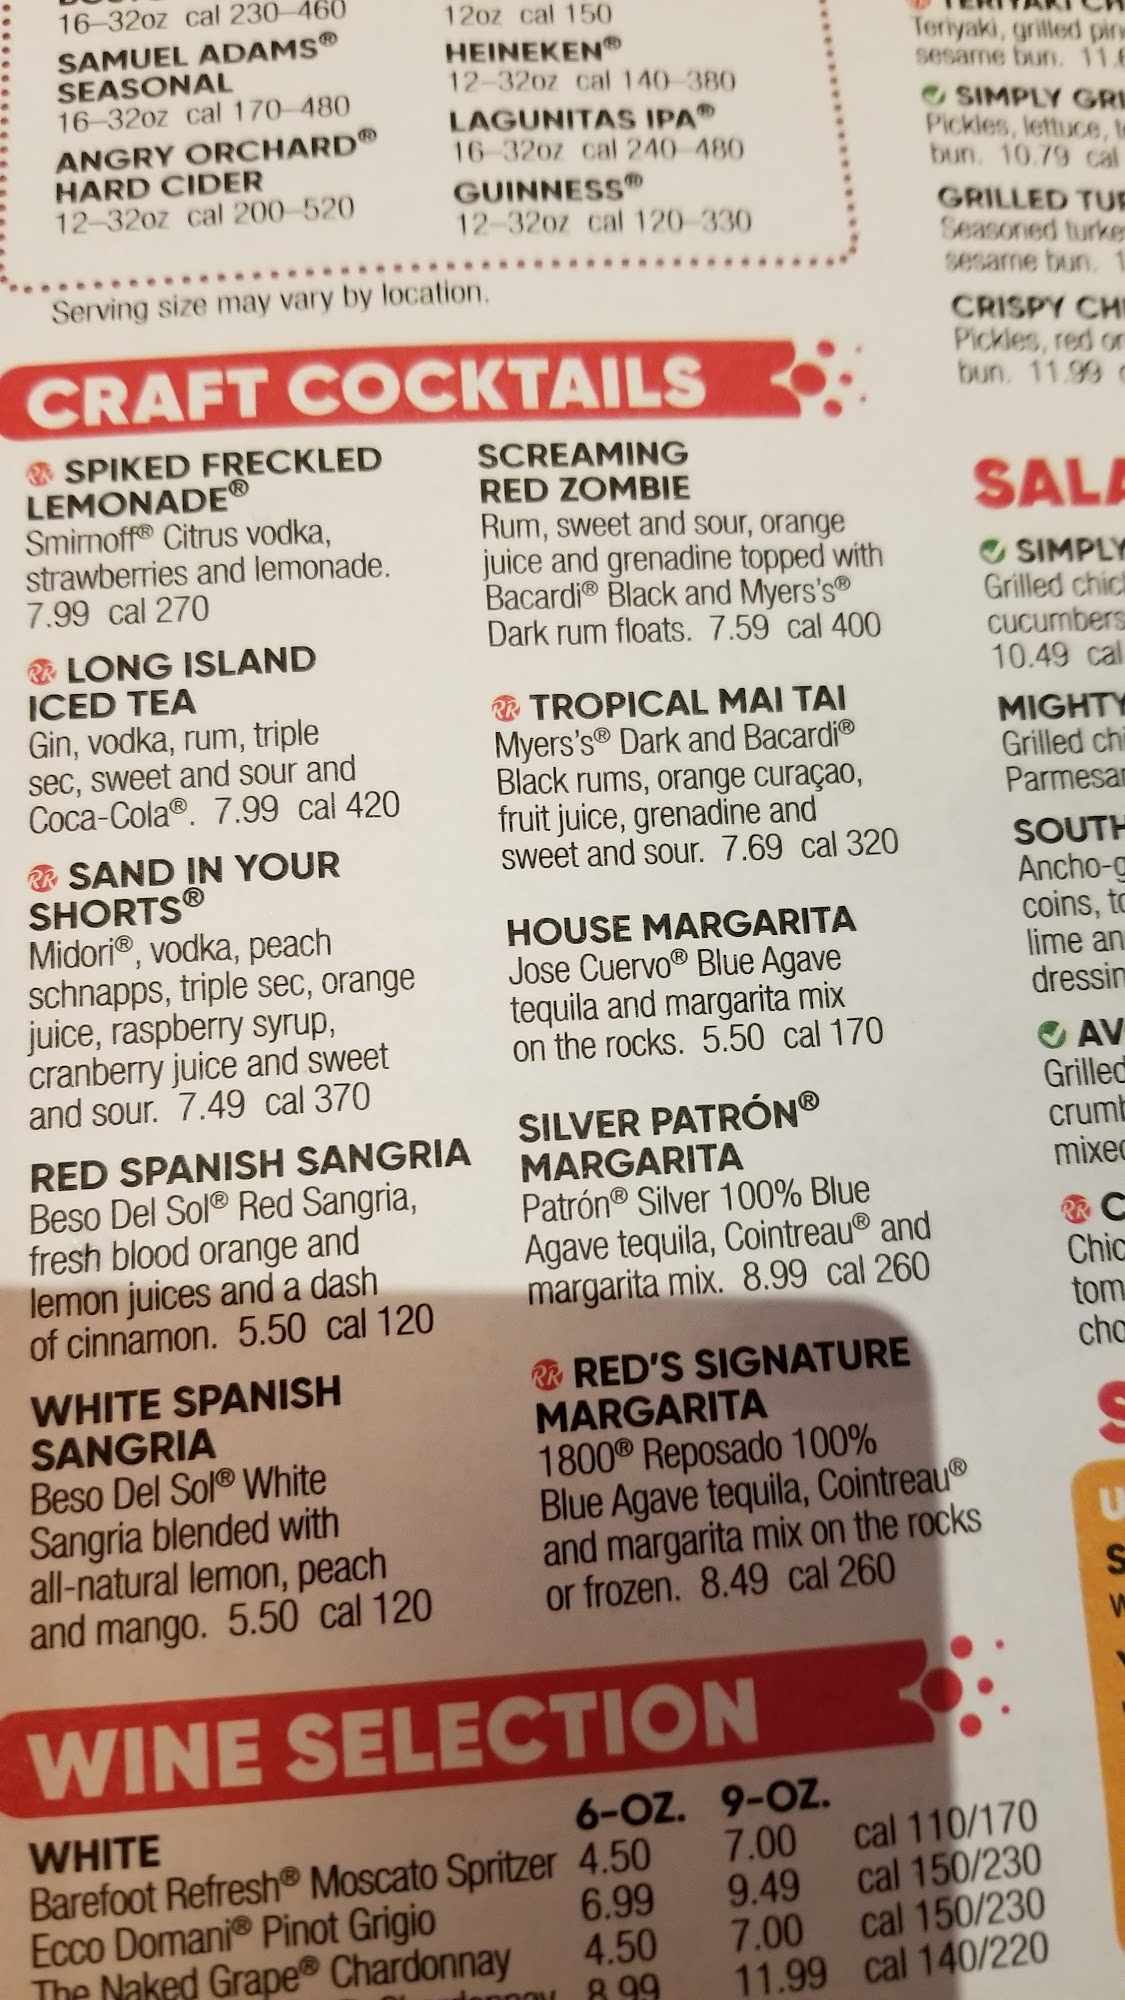 16–32oz cal 230–460
SAMUEL ADAMS®
SEASONAL
16–32oz cal 170–480
ANGRY ORCHARD®
HARD CIDER
12–32oz cal 200–520
12oz cal 150
HEINEKEN®
12–32oz cal 140–380
LAGUNITAS IPA®
16–32oz cal 240–480
GUINNESS®
12–32oz cal 120–330
Serving size may vary by location.
CRAFT COCKTAILS
RR SPIKED FRECKLED
LEMONADE®
Smirnoff® Citrus vodka,
strawberries and lemonade.
7.99 cal 270
RR LONG ISLAND
ICED TEA
Gin, vodka, rum, triple
sec, sweet and sour and
Coca-Cola®. 7.99 cal 420
RR SAND IN YOUR
SHORTS®
Midori®, vodka, peach
schnapps, triple sec, orange
juice, raspberry syrup,
cranberry juice and sweet
and sour. 7.49 cal 370
RED SPANISH SANGRIA
Beso Del Sol® Red Sangria,
fresh blood orange and
lemon juices and a dash
of cinnamon. 5.50 cal 120
WHITE SPANISH
SANGRIA
Beso Del Sol® White
Sangria blended with
all-natural lemon, peach
and mango. 5.50 cal 120
SCREAMING
RED ZOMBIE
Rum, sweet and sour, orange
juice and grenadine topped with
Bacardi® Black and Myers's®
Dark rum floats. 7.59 cal 400
RR TROPICAL MAI TAI
Myers's® Dark and Bacardi®
Black rums, orange curaçao,
fruit juice, grenadine and
sweet and sour. 7.69 cal 320
HOUSE MARGARITA
Jose Cuervo® Blue Agave
tequila and margarita mix
on the rocks. 5.50 cal 170
SILVER PATRÓN®
MARGARITA
Patrón® Silver 100% Blue
Agave tequila, Cointreau® and
margarita mix. 8.99 cal 260
RR RED'S SIGNATURE
MARGARITA
1800® Reposado 100%
Blue Agave tequila, Cointreau®
and margarita mix on the rocks
or frozen. 8.49 cal 260
WINE SELECTION
6-OZ. 9-OZ.
WHITE
Barefoot Refresh® Moscato Spritzer 4.50 7.00 cal 110/170
Ecco Domani® Pinot Grigio 6.99 9.49 cal 150/230
The Naked Grape® Chardonnay 4.50 7.00 cal 150/230
8.99 11.99 cal 140/220
Teriyaki, grilled
sesame bun.
SIMPLY
Pickles, lettuce,
bun. 10.79 cal
GRILLED
Seasoned
sesame bun.
CRISPY
Pickles, red
bun. 11.99
SIMPLY
Grilled
cucumbers
10.49 cal
MIGHTY
Grilled
lime
Grilled
RR